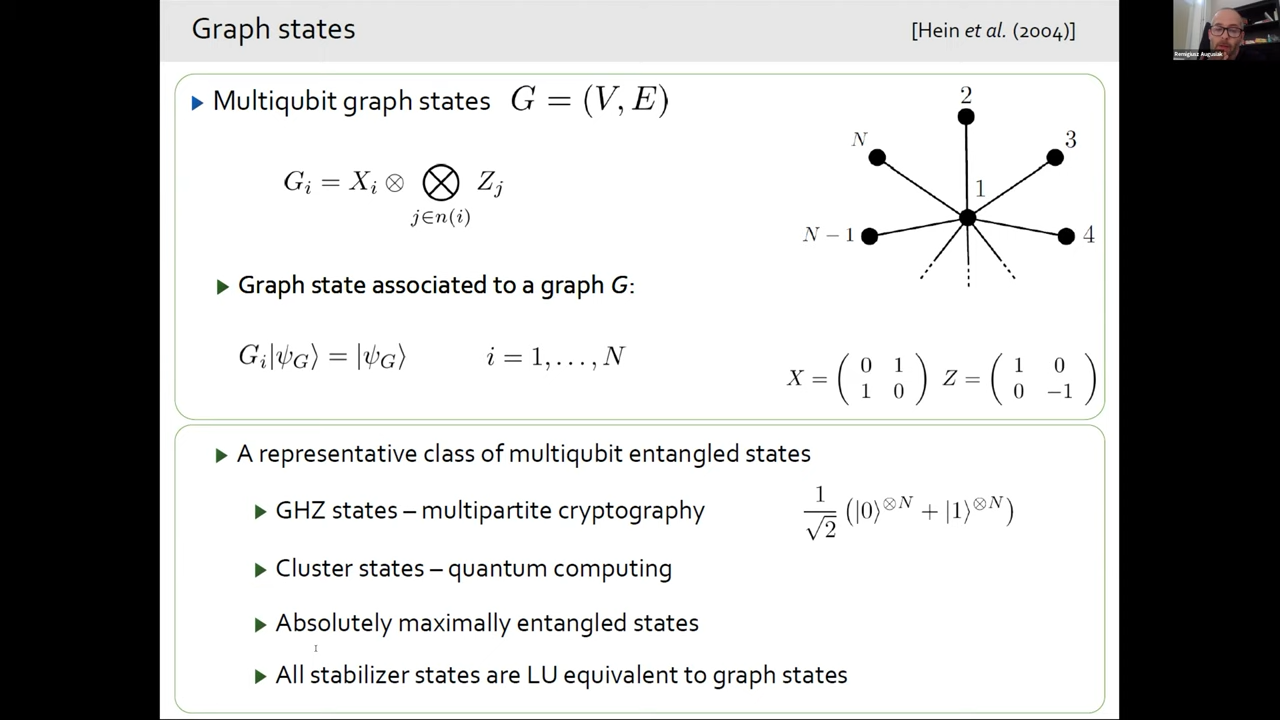 Graph states
[Hein et al. (2004)]
Remigiusz Augusiak
Multiqubit graph states G = (V, E)
G_i = X_i ⊗ ⨂_{j∈n(i)} Z_j
2
N
3
1
N − 1
4
Graph state associated to a graph G:
G_i|ψ_G⟩ = |ψ_G⟩ i = 1, . . . , N
X = ( 0 1 ; 1 0 ) Z = ( 1 0 ; 0 −1 )
A representative class of multiqubit entangled states
GHZ states – multipartite cryptography 1/√2 (|0⟩^{⊗N} + |1⟩^{⊗N})
Cluster states – quantum computing
Absolutely maximally entangled states
All stabilizer states are LU equivalent to graph states